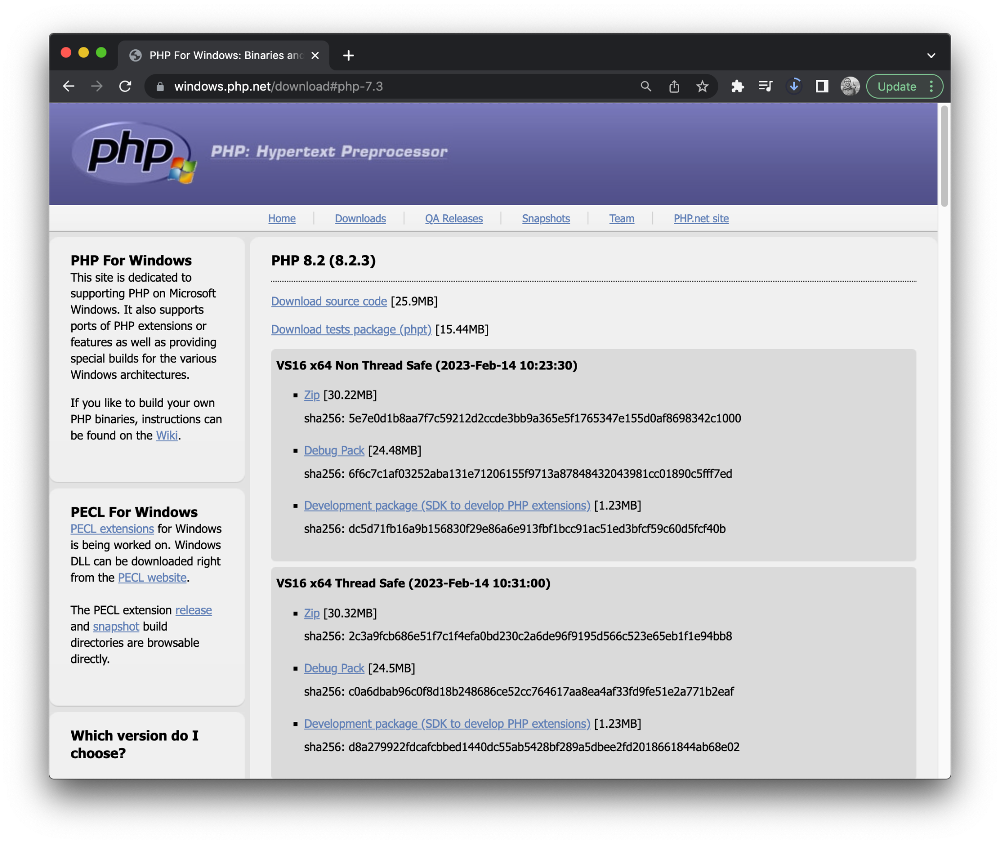 PHP For Windows: Binaries and
windows.php.net/download#php-7.3
Update
php
PHP: Hypertext Preprocessor
Home
Downloads
QA Releases
Snapshots
Team
PHP.net site
PHP For Windows
This site is dedicated to
supporting PHP on Microsoft
Windows. It also supports
ports of PHP extensions or
features as well as providing
special builds for the various
Windows architectures.
If you like to build your own
PHP binaries, instructions can
be found on the Wiki.
PECL For Windows
PECL extensions for Windows
is being worked on. Windows
DLL can be downloaded right
from the PECL website.
The PECL extension release
and snapshot build
directories are browsable
directly.
Which version do I
choose?
PHP 8.2 (8.2.3)
Download source code [25.9MB]
Download tests package (phpt) [15.44MB]
VS16 x64 Non Thread Safe (2023-Feb-14 10:23:30)
Zip [30.22MB]
sha256: 5e7e0d1b8aa7f7c59212d2ccde3bb9a365e5f1765347e155d0af8698342c1000
Debug Pack [24.48MB]
sha256: 6f6c7c1af03252aba131e71206155f9713a87848432043981cc01890c5fff7ed
Development package (SDK to develop PHP extensions) [1.23MB]
sha256: dc5d71fb16a9b156830f29e86a6e913fbf1bcc91ac51ed3bfcf59c60d5fcf40b
VS16 x64 Thread Safe (2023-Feb-14 10:31:00)
Zip [30.32MB]
sha256: 2c3a9fcb686e51f7c1f4efa0bd230c2a6de96f9195d566c523e65eb1f1e94bb8
Debug Pack [24.5MB]
sha256: c0a6dbab96c0f8d18b248686ce52cc764617aa8ea4af33fd9fe51e2a771b2eaf
Development package (SDK to develop PHP extensions) [1.23MB]
sha256: d8a279922fdcafcbbed1440dc55ab5428bf289a5dbee2fd2018661844ab68e02